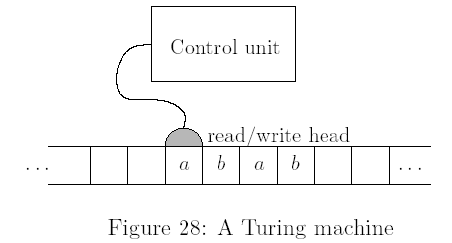 Control unit
read/write head
... a b a b ...
Figure 28: A Turing machine